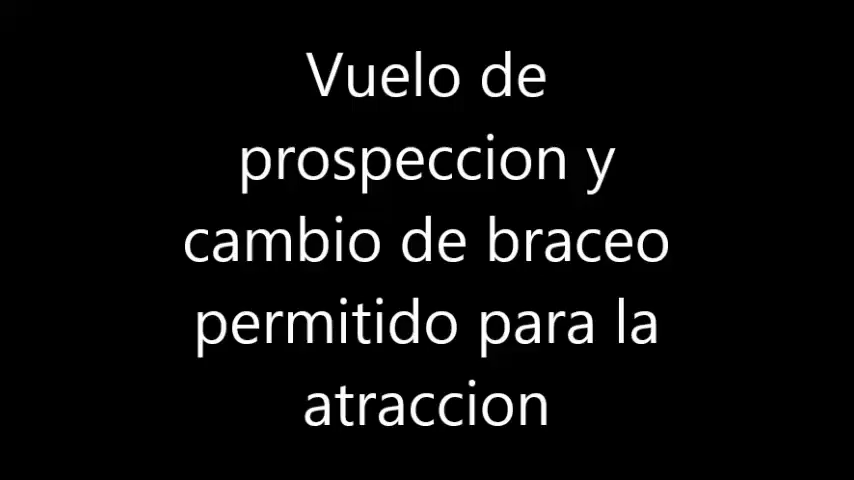 Vuelo de
prospeccion y
cambio de braceo
permitido para la
atraccion